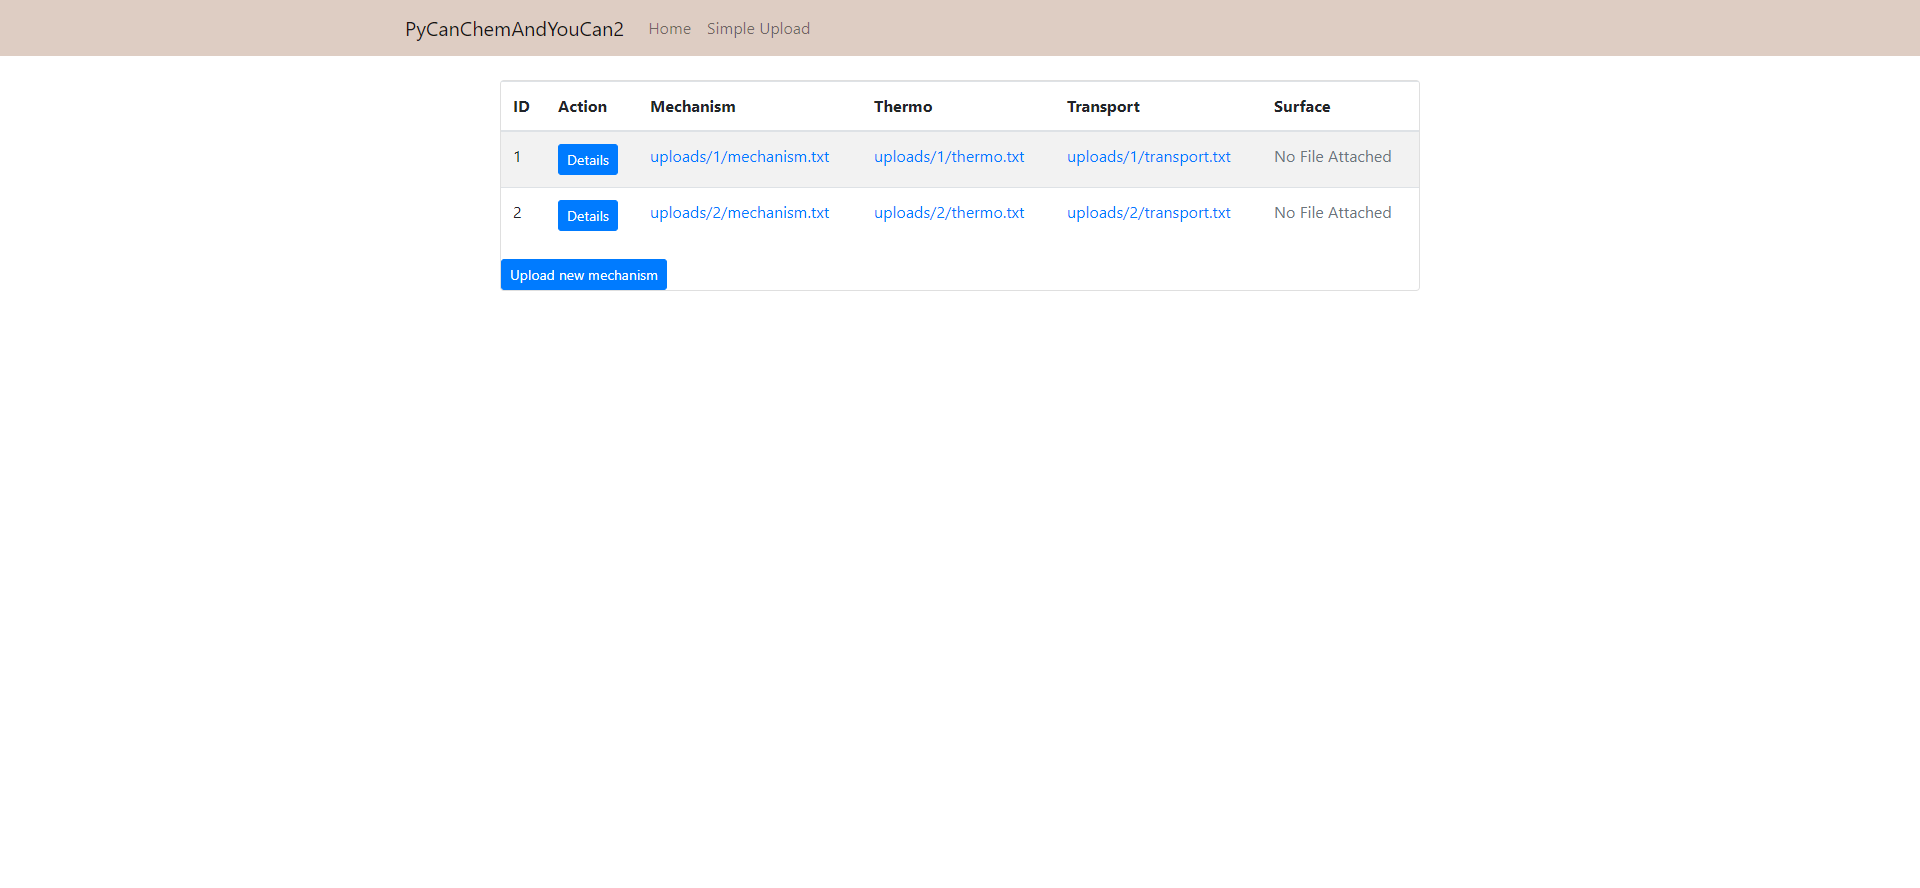 PyCanChemAndYouCan2 Home Simple Upload
ID Action Mechanism Thermo Transport Surface
1 Details uploads/1/mechanism.txt uploads/1/thermo.txt uploads/1/transport.txt No File Attached
2 Details uploads/2/mechanism.txt uploads/2/thermo.txt uploads/2/transport.txt No File Attached
Upload new mechanism